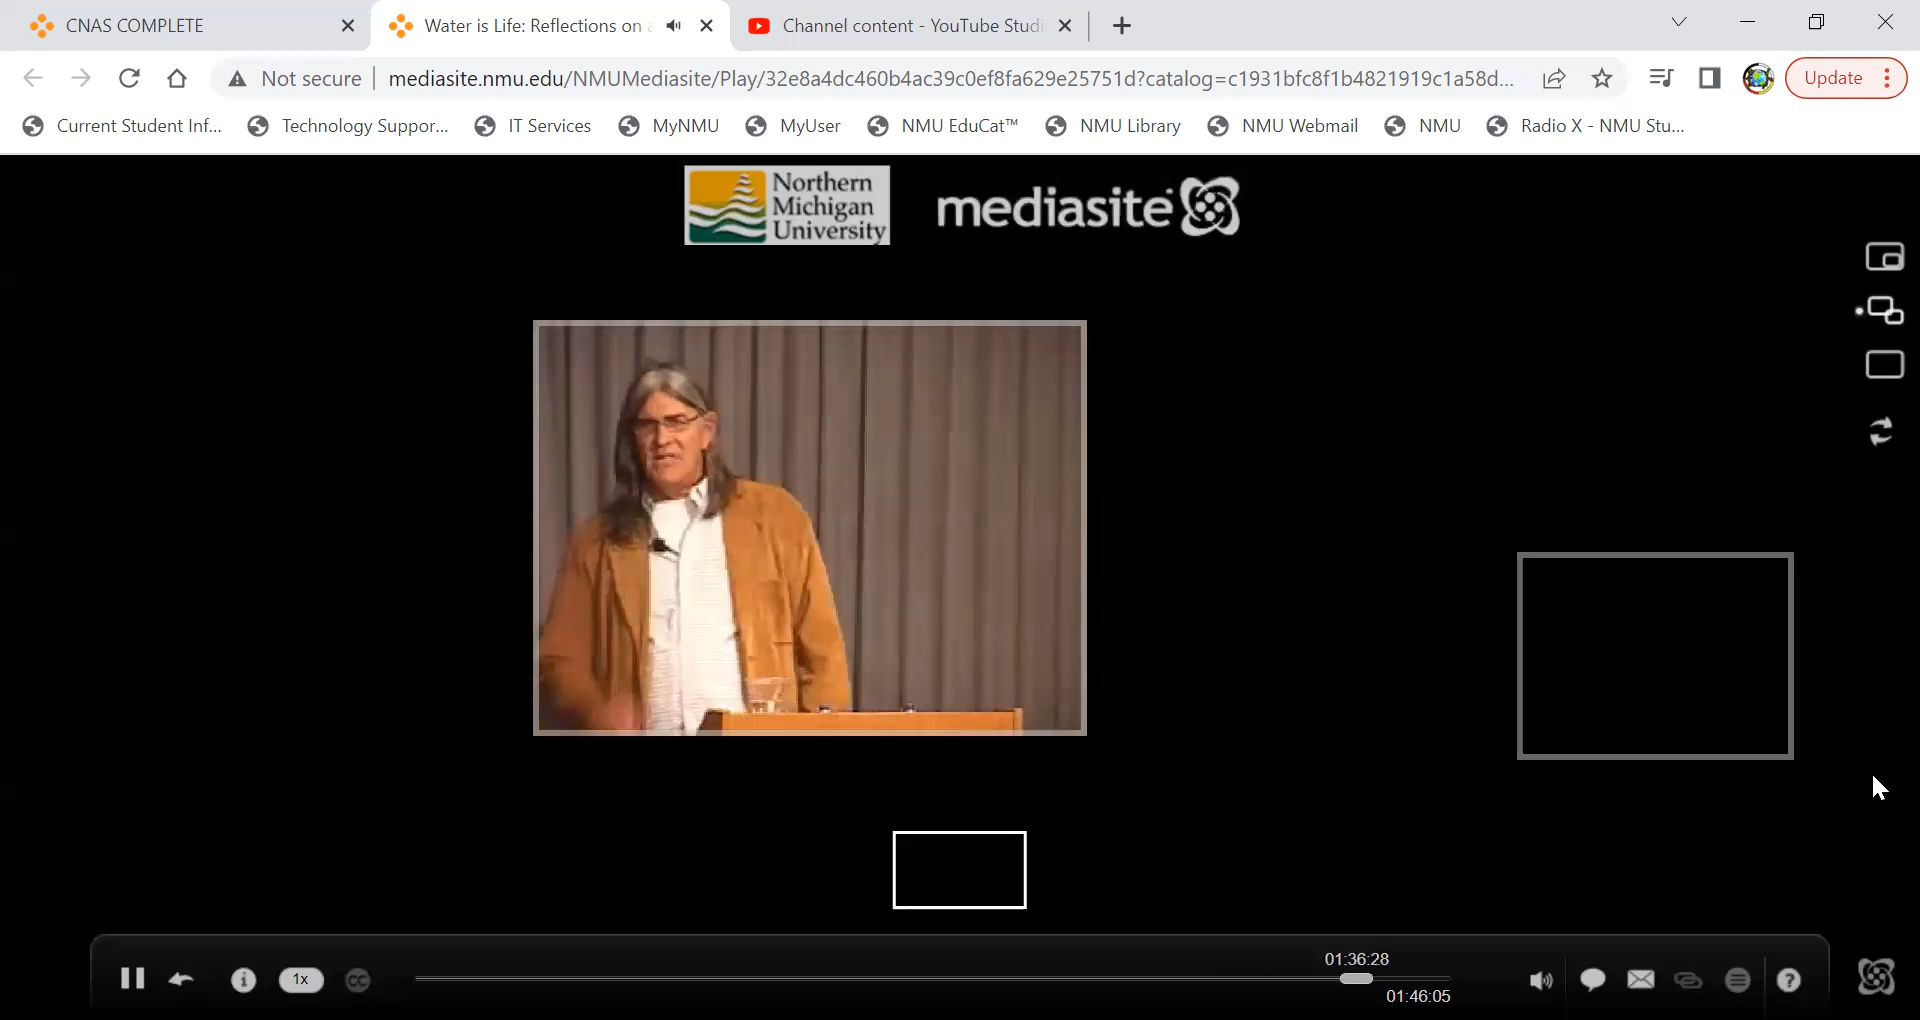 CNAS COMPLETE
Water is Life: Reflections on a
Channel content - YouTube Studi
Not secure
mediasite.nmu.edu/NMUMediasite/Play/32e8a4dc460b4ac39c0ef8fa629e25751d?catalog=c1931bfc8f1b4821919c1a58d...
Update
Current Student Inf...
Technology Suppor...
IT Services
MyNMU
MyUser
NMU EduCat™
NMU Library
NMU Webmail
NMU
Radio X - NMU Stu...
Northern
Michigan
University
mediasite
01:36:28
1x
CC
01:46:05